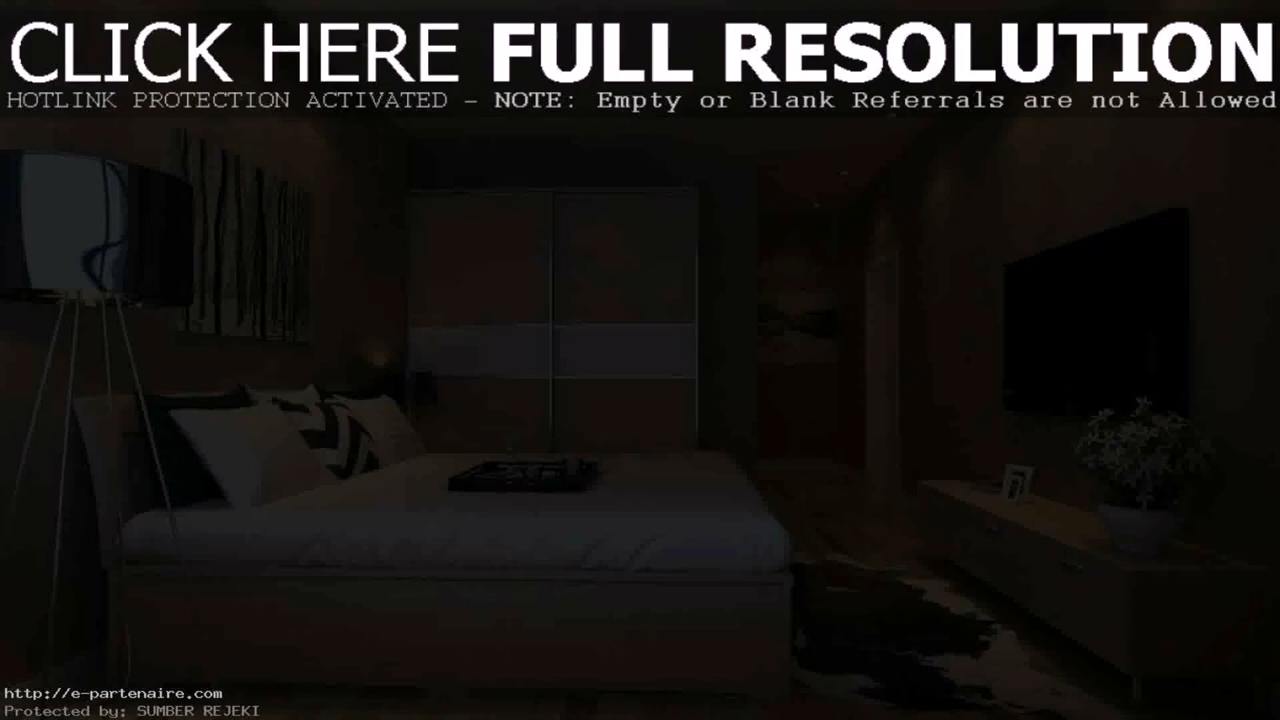 CLICK HERE FULL RESOLUTION
HOTLINK PROTECTION ACTIVATED - NOTE: Empty or Blank Referrals are not Allowed
http://e-partenaire.com
Protected by: SUMBER REJEKI